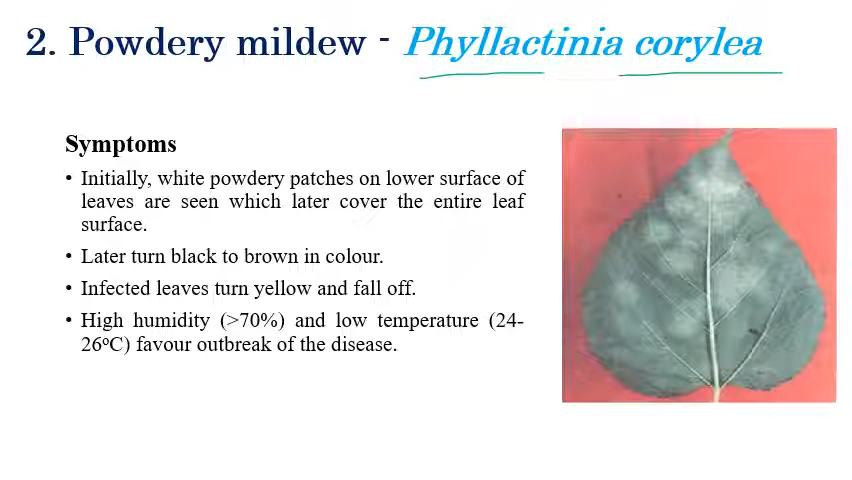 2. Powdery mildew - Phyllactinia corylea
Symptoms
• Initially, white powdery patches on lower surface of
leaves are seen which later cover the entire leaf
surface.
• Later turn black to brown in colour.
• Infected leaves turn yellow and fall off.
• High humidity (>70%) and low temperature (24-
26ºC) favour outbreak of the disease.